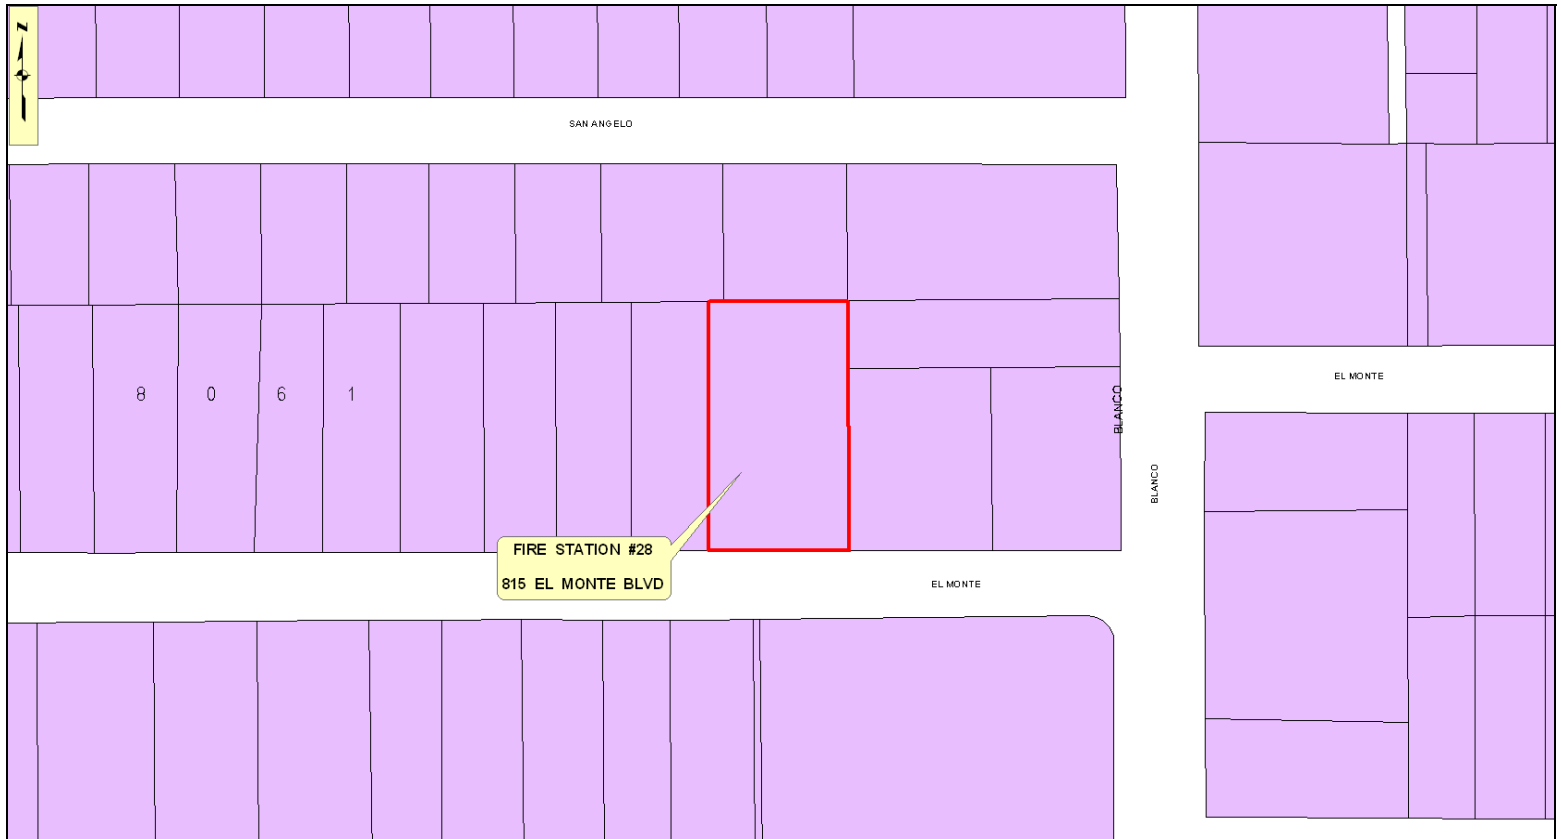 N
SAN ANGELO
EL MONTE
8 0 6 1
BLANCO
BLANCO
FIRE STATION #28
815 EL MONTE BLVD
EL MONTE